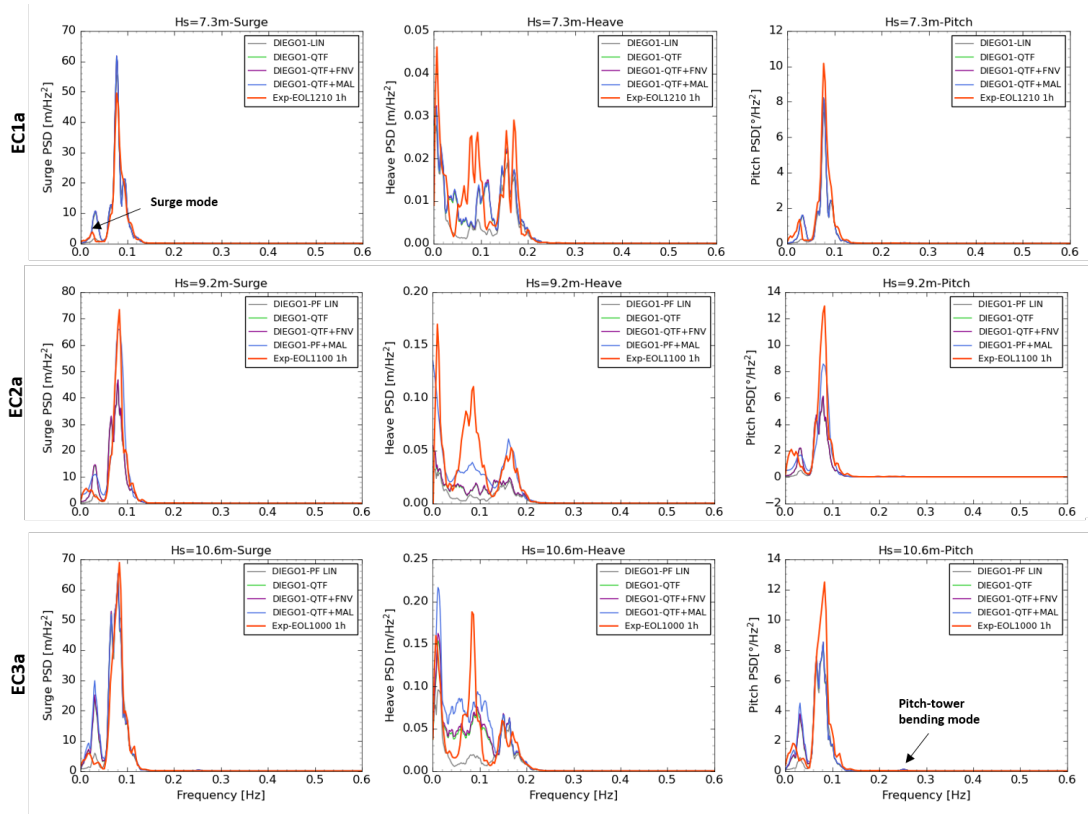 EC1a
Hs=7.3m-Surge
Surge PSD [m/Hz²]
70
60
50
40
30
20
10
0
0.0 0.1 0.2 0.3 0.4 0.5 0.6
DIEGO1-LIN
DIEGO1-QTF
DIEGO1-QTF+FNV
DIEGO1-QTF+MAL
Exp-EOL1210 1h
Surge mode
Hs=7.3m-Heave
Heave PSD [m/Hz²]
0.05
0.04
0.03
0.02
0.01
0.00
0.0 0.1 0.2 0.3 0.4 0.5 0.6
DIEGO1-LIN
DIEGO1-QTF
DIEGO1-QTF+FNV
DIEGO1-QTF+MAL
Exp-EOL1210 1h
Hs=7.3m-Pitch
Pitch PSD[°/Hz²]
12
10
8
6
4
2
0
0.0 0.1 0.2 0.3 0.4 0.5 0.6
DIEGO1-LIN
DIEGO1-QTF
DIEGO1-QTF+FNV
DIEGO1-QTF+MAL
Exp-EOL1210 1h
EC2a
Hs=9.2m-Surge
Surge PSD [m/Hz²]
80
70
60
50
40
30
20
10
0
0.0 0.1 0.2 0.3 0.4 0.5 0.6
DIEGO1-PF LIN
DIEGO1-QTF
DIEGO1-QTF+FNV
DIEGO1-PF+MAL
Exp-EOL1100 1h
Hs=9.2m-Heave
Heave PSD [m/Hz²]
0.20
0.15
0.10
0.05
0.00
0.0 0.1 0.2 0.3 0.4 0.5 0.6
DIEGO1-PF LIN
DIEGO1-QTF
DIEGO1-QTF+FNV
DIEGO1-PF+MAL
Exp-EOL1100 1h
Hs=9.2m-Pitch
Pitch PSD[°/Hz²]
14
12
10
8
6
4
2
0
−2
0.0 0.1 0.2 0.3 0.4 0.5 0.6
DIEGO1-PF LIN
DIEGO1-QTF
DIEGO1-QTF+FNV
DIEGO1-PF+MAL
Exp-EOL1100 1h
EC3a
Hs=10.6m-Surge
Surge PSD [m/Hz²]
70
60
50
40
30
20
10
0
0.0 0.1 0.2 0.3 0.4 0.5 0.6
Frequency [Hz]
DIEGO1-PF LIN
DIEGO1-QTF
DIEGO1-QTF+FNV
DIEGO1-QTF+MAL
Exp-EOL1000 1h
Hs=10.6m-Heave
Heave PSD [m/Hz²]
0.25
0.20
0.15
0.10
0.05
0.00
0.0 0.1 0.2 0.3 0.4 0.5 0.6
Frequency [Hz]
DIEGO1-PF LIN
DIEGO1-QTF
DIEGO1-QTF+FNV
DIEGO1-QTF+MAL
Exp-EOL1000 1h
Hs=10.6m-Pitch
Pitch PSD[°/Hz²]
14
12
10
8
6
4
2
0
0.0 0.1 0.2 0.3 0.4 0.5 0.6
Frequency [Hz]
DIEGO1-PF LIN
DIEGO1-QTF
DIEGO1-QTF+FNV
DIEGO1-QTF+MAL
Exp-EOL1000 1h
Pitch-tower
bending mode